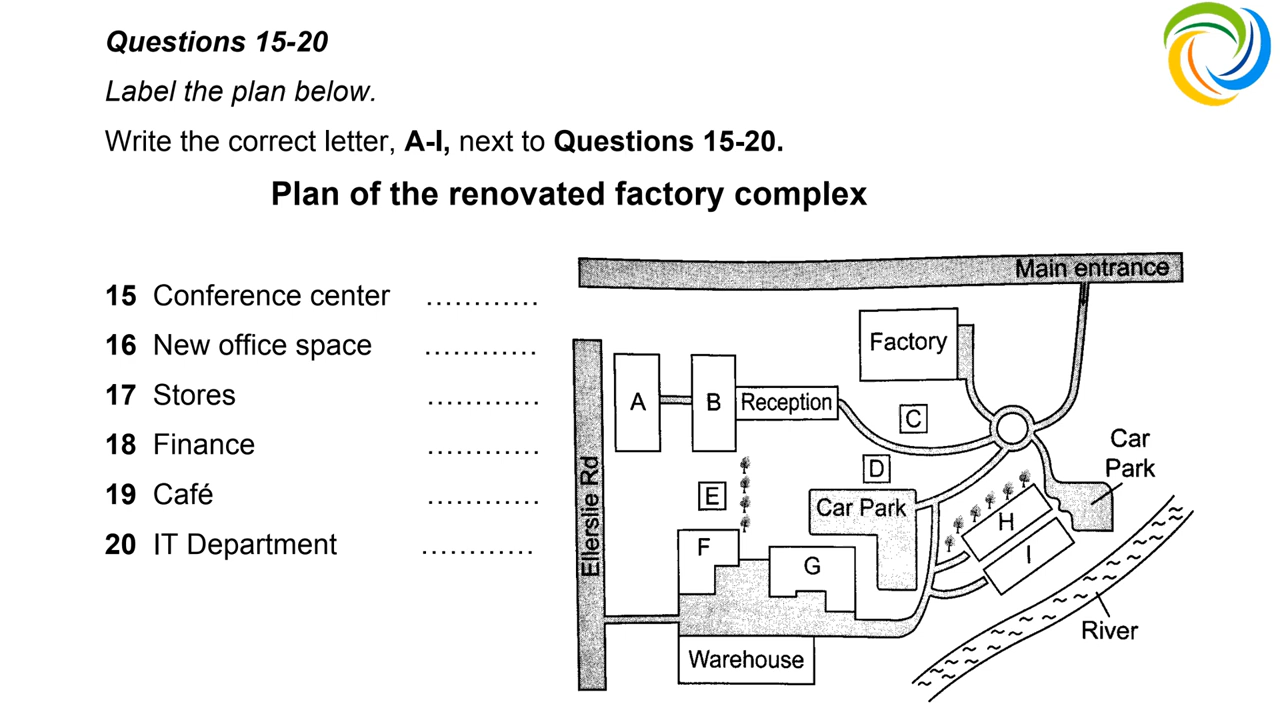 Questions 15-20
Label the plan below.
Write the correct letter, A-I, next to Questions 15-20.
Plan of the renovated factory complex
15 Conference center ............
16 New office space ............
17 Stores ............
18 Finance ............
19 Café ............
20 IT Department ............
Main entrance
Factory
A
B
Reception
C
Car
Park
D
Ellerslie Rd
E
Car Park
H
F
G
I
River
Warehouse